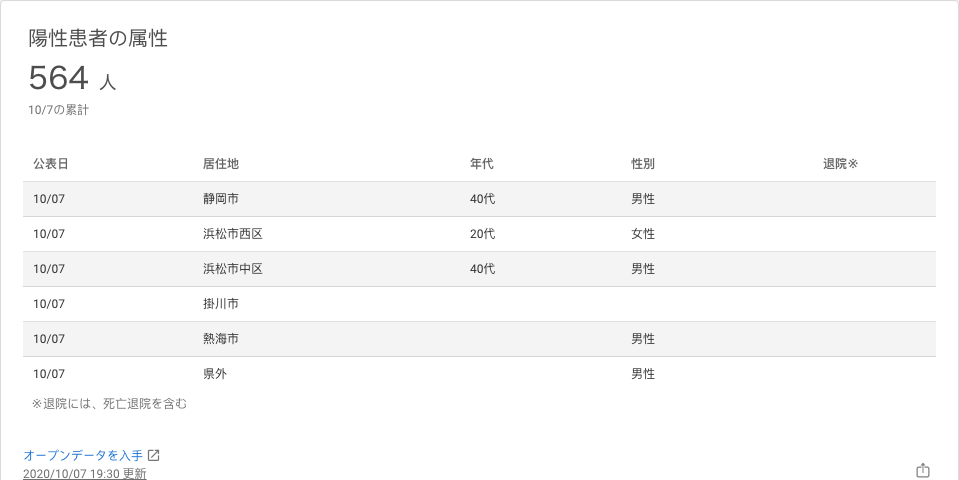 陽性患者の属性
564 人
10/7の累計
公表日 居住地 年代 性別 退院※
10/07 静岡市 40代 男性
10/07 浜松市西区 20代 女性
10/07 浜松市中区 40代 男性
10/07 掛川市
10/07 熱海市 男性
10/07 県外 男性
※退院には、死亡退院を含む
オープンデータを入手
2020/10/07 19:30 更新